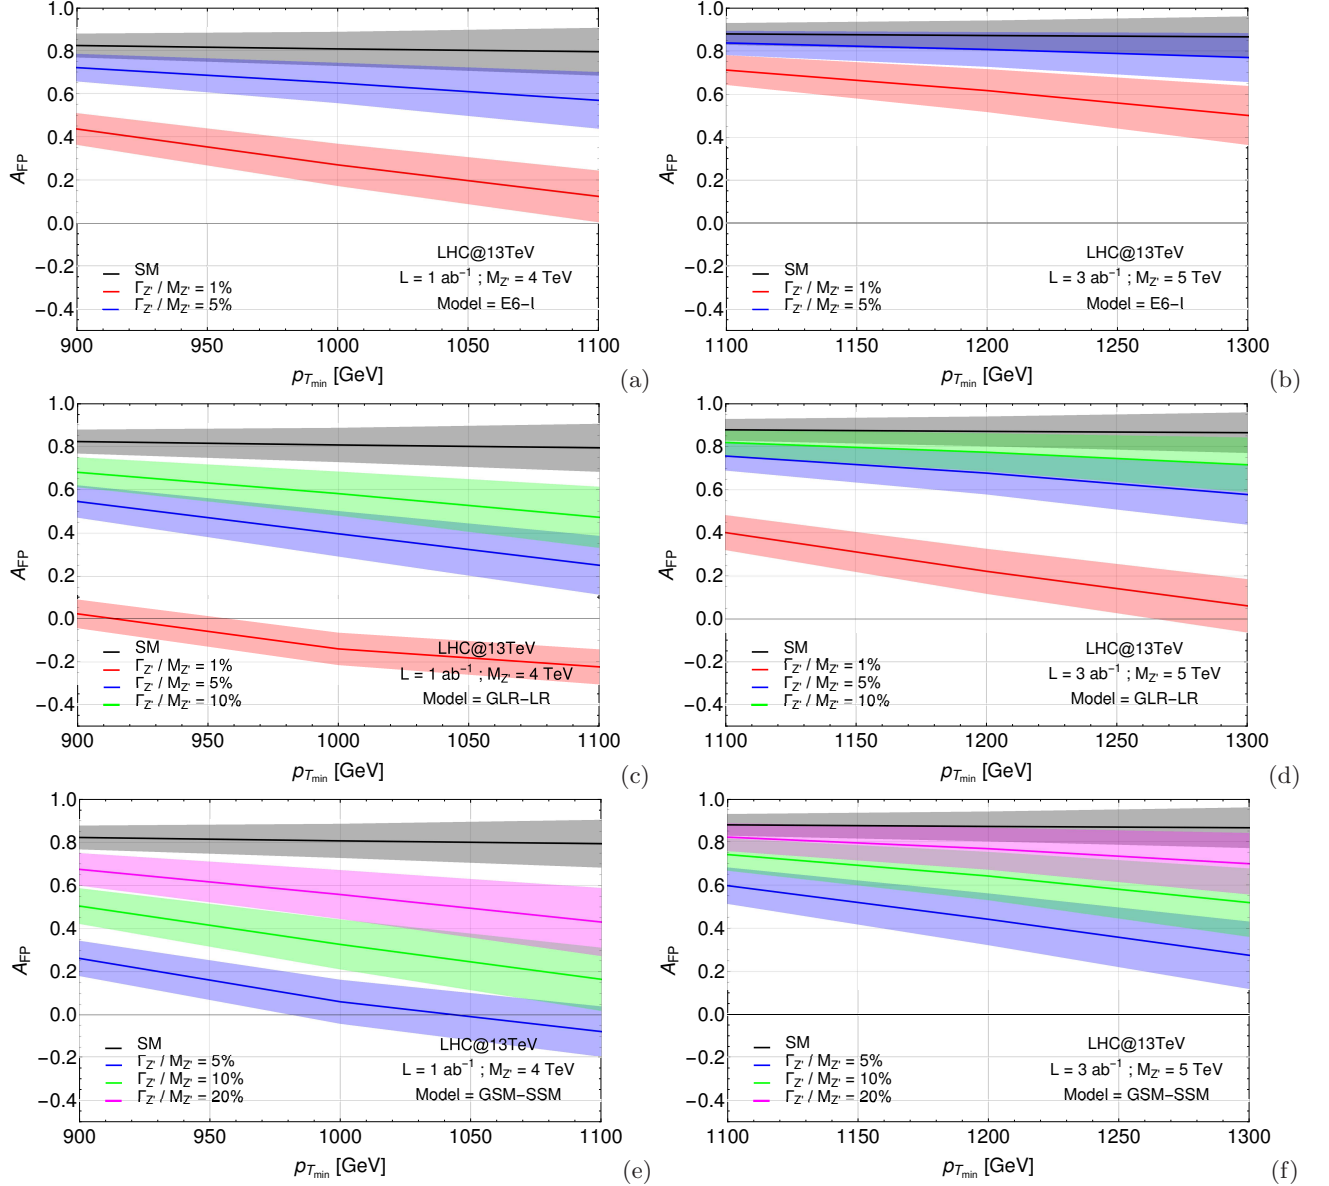 1.0
0.8
0.6
0.4
0.2
0.0
−0.2
−0.4
A_FP
LHC@13TeV
SM
L = 1 ab⁻¹ ; M_Z' = 4 TeV
Γ_Z' / M_Z' = 1%
Γ_Z' / M_Z' = 5%
Model = E6−I
900 950 1000 1050 1100
p_Tmin [GeV]
(a)
1.0
0.8
0.6
0.4
0.2
0.0
−0.2
−0.4
A_FP
LHC@13TeV
SM
L = 3 ab⁻¹ ; M_Z' = 5 TeV
Γ_Z' / M_Z' = 1%
Γ_Z' / M_Z' = 5%
Model = E6−I
1100 1150 1200 1250 1300
p_Tmin [GeV]
(b)
1.0
0.8
0.6
0.4
0.2
0.0
−0.2
−0.4
A_FP
SM
LHC@13TeV
Γ_Z' / M_Z' = 1%
L = 1 ab⁻¹ ; M_Z' = 4 TeV
Γ_Z' / M_Z' = 5%
Γ_Z' / M_Z' = 10%
Model = GLR−LR
900 950 1000 1050 1100
p_Tmin [GeV]
(c)
1.0
0.8
0.6
0.4
0.2
0.0
−0.2
−0.4
A_FP
SM
LHC@13TeV
Γ_Z' / M_Z' = 1%
L = 3 ab⁻¹ ; M_Z' = 5 TeV
Γ_Z' / M_Z' = 5%
Γ_Z' / M_Z' = 10%
Model = GLR−LR
1100 1150 1200 1250 1300
p_Tmin [GeV]
(d)
1.0
0.8
0.6
0.4
0.2
0.0
−0.2
−0.4
A_FP
SM
LHC@13TeV
Γ_Z' / M_Z' = 5%
L = 1 ab⁻¹ ; M_Z' = 4 TeV
Γ_Z' / M_Z' = 10%
Γ_Z' / M_Z' = 20%
Model = GSM−SSM
900 950 1000 1050 1100
p_Tmin [GeV]
(e)
1.0
0.8
0.6
0.4
0.2
0.0
−0.2
−0.4
A_FP
SM
LHC@13TeV
Γ_Z' / M_Z' = 5%
L = 3 ab⁻¹ ; M_Z' = 5 TeV
Γ_Z' / M_Z' = 10%
Γ_Z' / M_Z' = 20%
Model = GSM−SSM
1100 1150 1200 1250 1300
p_Tmin [GeV]
(f)